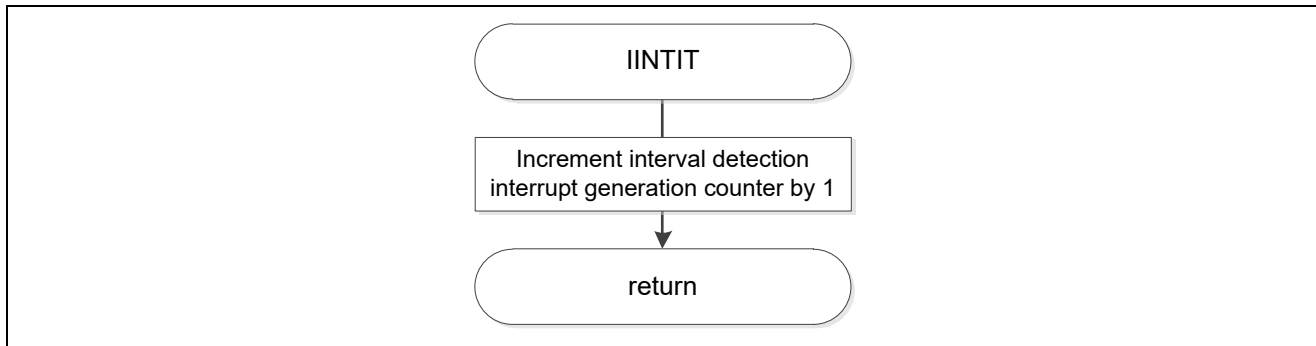 IINTIT
Increment interval detection
interrupt generation counter by 1
return